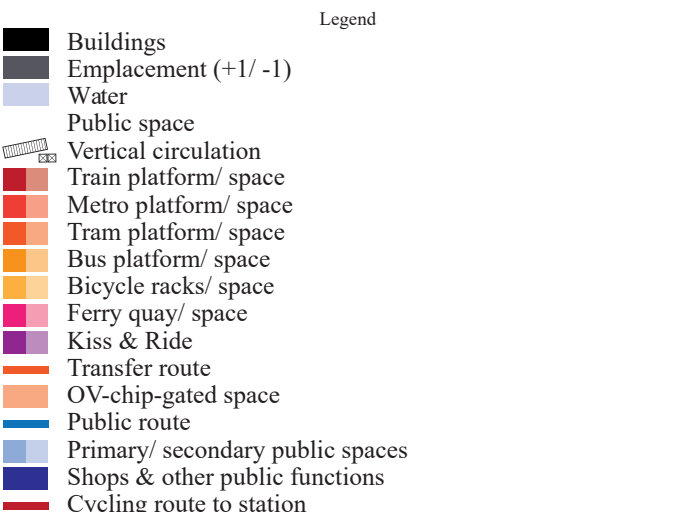 Legend
Buildings
Emplacement (+1/ -1)
Water
Public space
Vertical circulation
Train platform/ space
Metro platform/ space
Tram platform/ space
Bus platform/ space
Bicycle racks/ space
Ferry quay/ space
Kiss & Ride
Transfer route
OV-chip-gated space
Public route
Primary/ secondary public spaces
Shops & other public functions
Cycling route to station